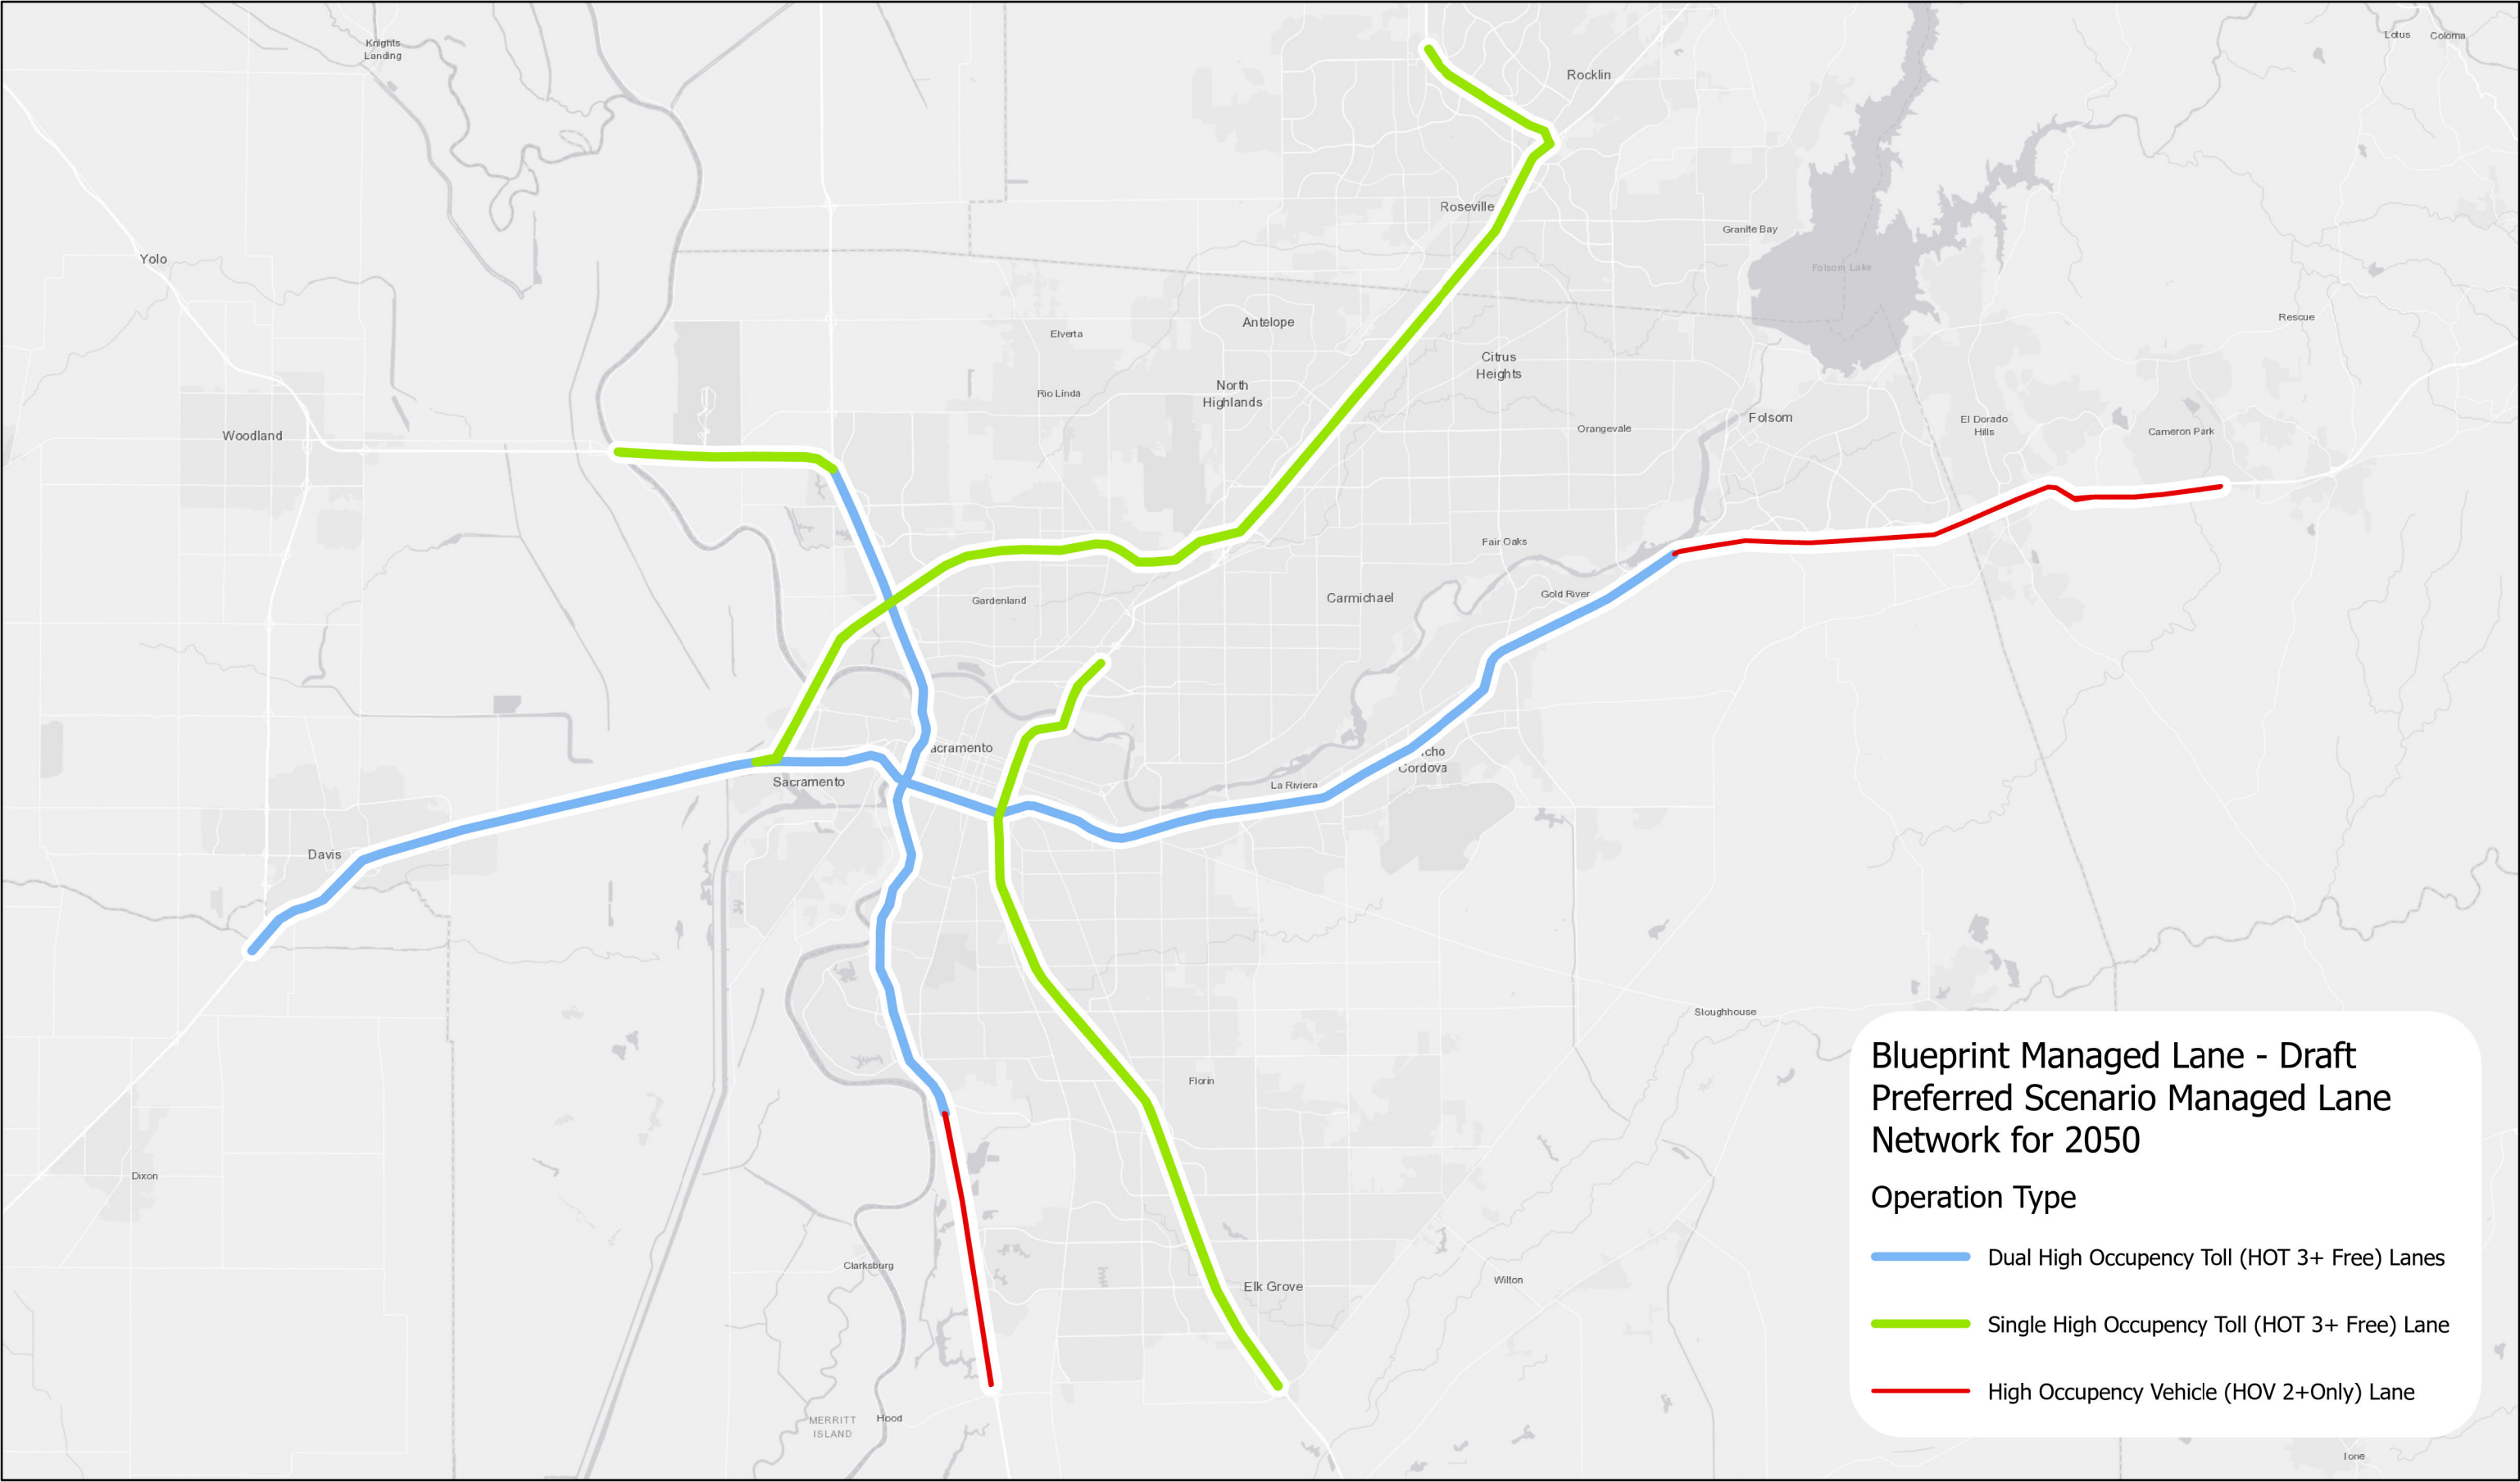 Knights
Landing
Lotus
Coloma
Rocklin
Roseville
Granite Bay
Yolo
Folsom Lake
Rescue
Antelope
Elverta
Citrus
Heights
North
Highlands
Rio Linda
Folsom
Orangevale
El Dorado
Hills
Cameron Park
Woodland
Fair Oaks
Gold River
Carmichael
Gardenland
acramento
cho
Cordova
Sacramento
La Riviera
Davis
Sloughhouse
Florin
Dixon
Clarksburg
Elk Grove
Wilton
MERRITT
ISLAND
Hood
Ione
Blueprint Managed Lane - Draft
Preferred Scenario Managed Lane
Network for 2050
Operation Type
Dual High Occupency Toll (HOT 3+ Free) Lanes
Single High Occupency Toll (HOT 3+ Free) Lane
High Occupency Vehicle (HOV 2+Only) Lane